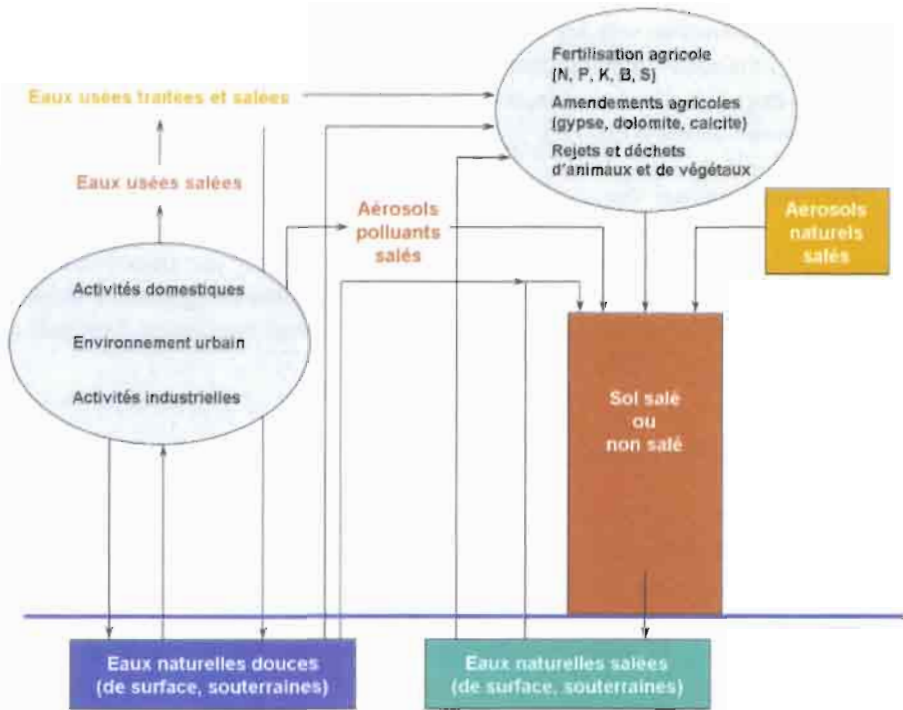 Fertilisation agricole
(N, P, K, B, S)
Eaux usées traitées et salées
Amendements agricoles
(gypse, dolomite, calcite)
Rejets et déchets
d'animaux et de végétaux
Eaux usées salées
Aérosols
polluants
salés
Aérosols
naturels
salés
Activités domestiques
Environnement urbain
Activités industrielles
Sol salé
ou
non salé
Eaux naturelles douces
(de surface, souterraines)
Eaux naturelles salées
(de surface, souterraines)